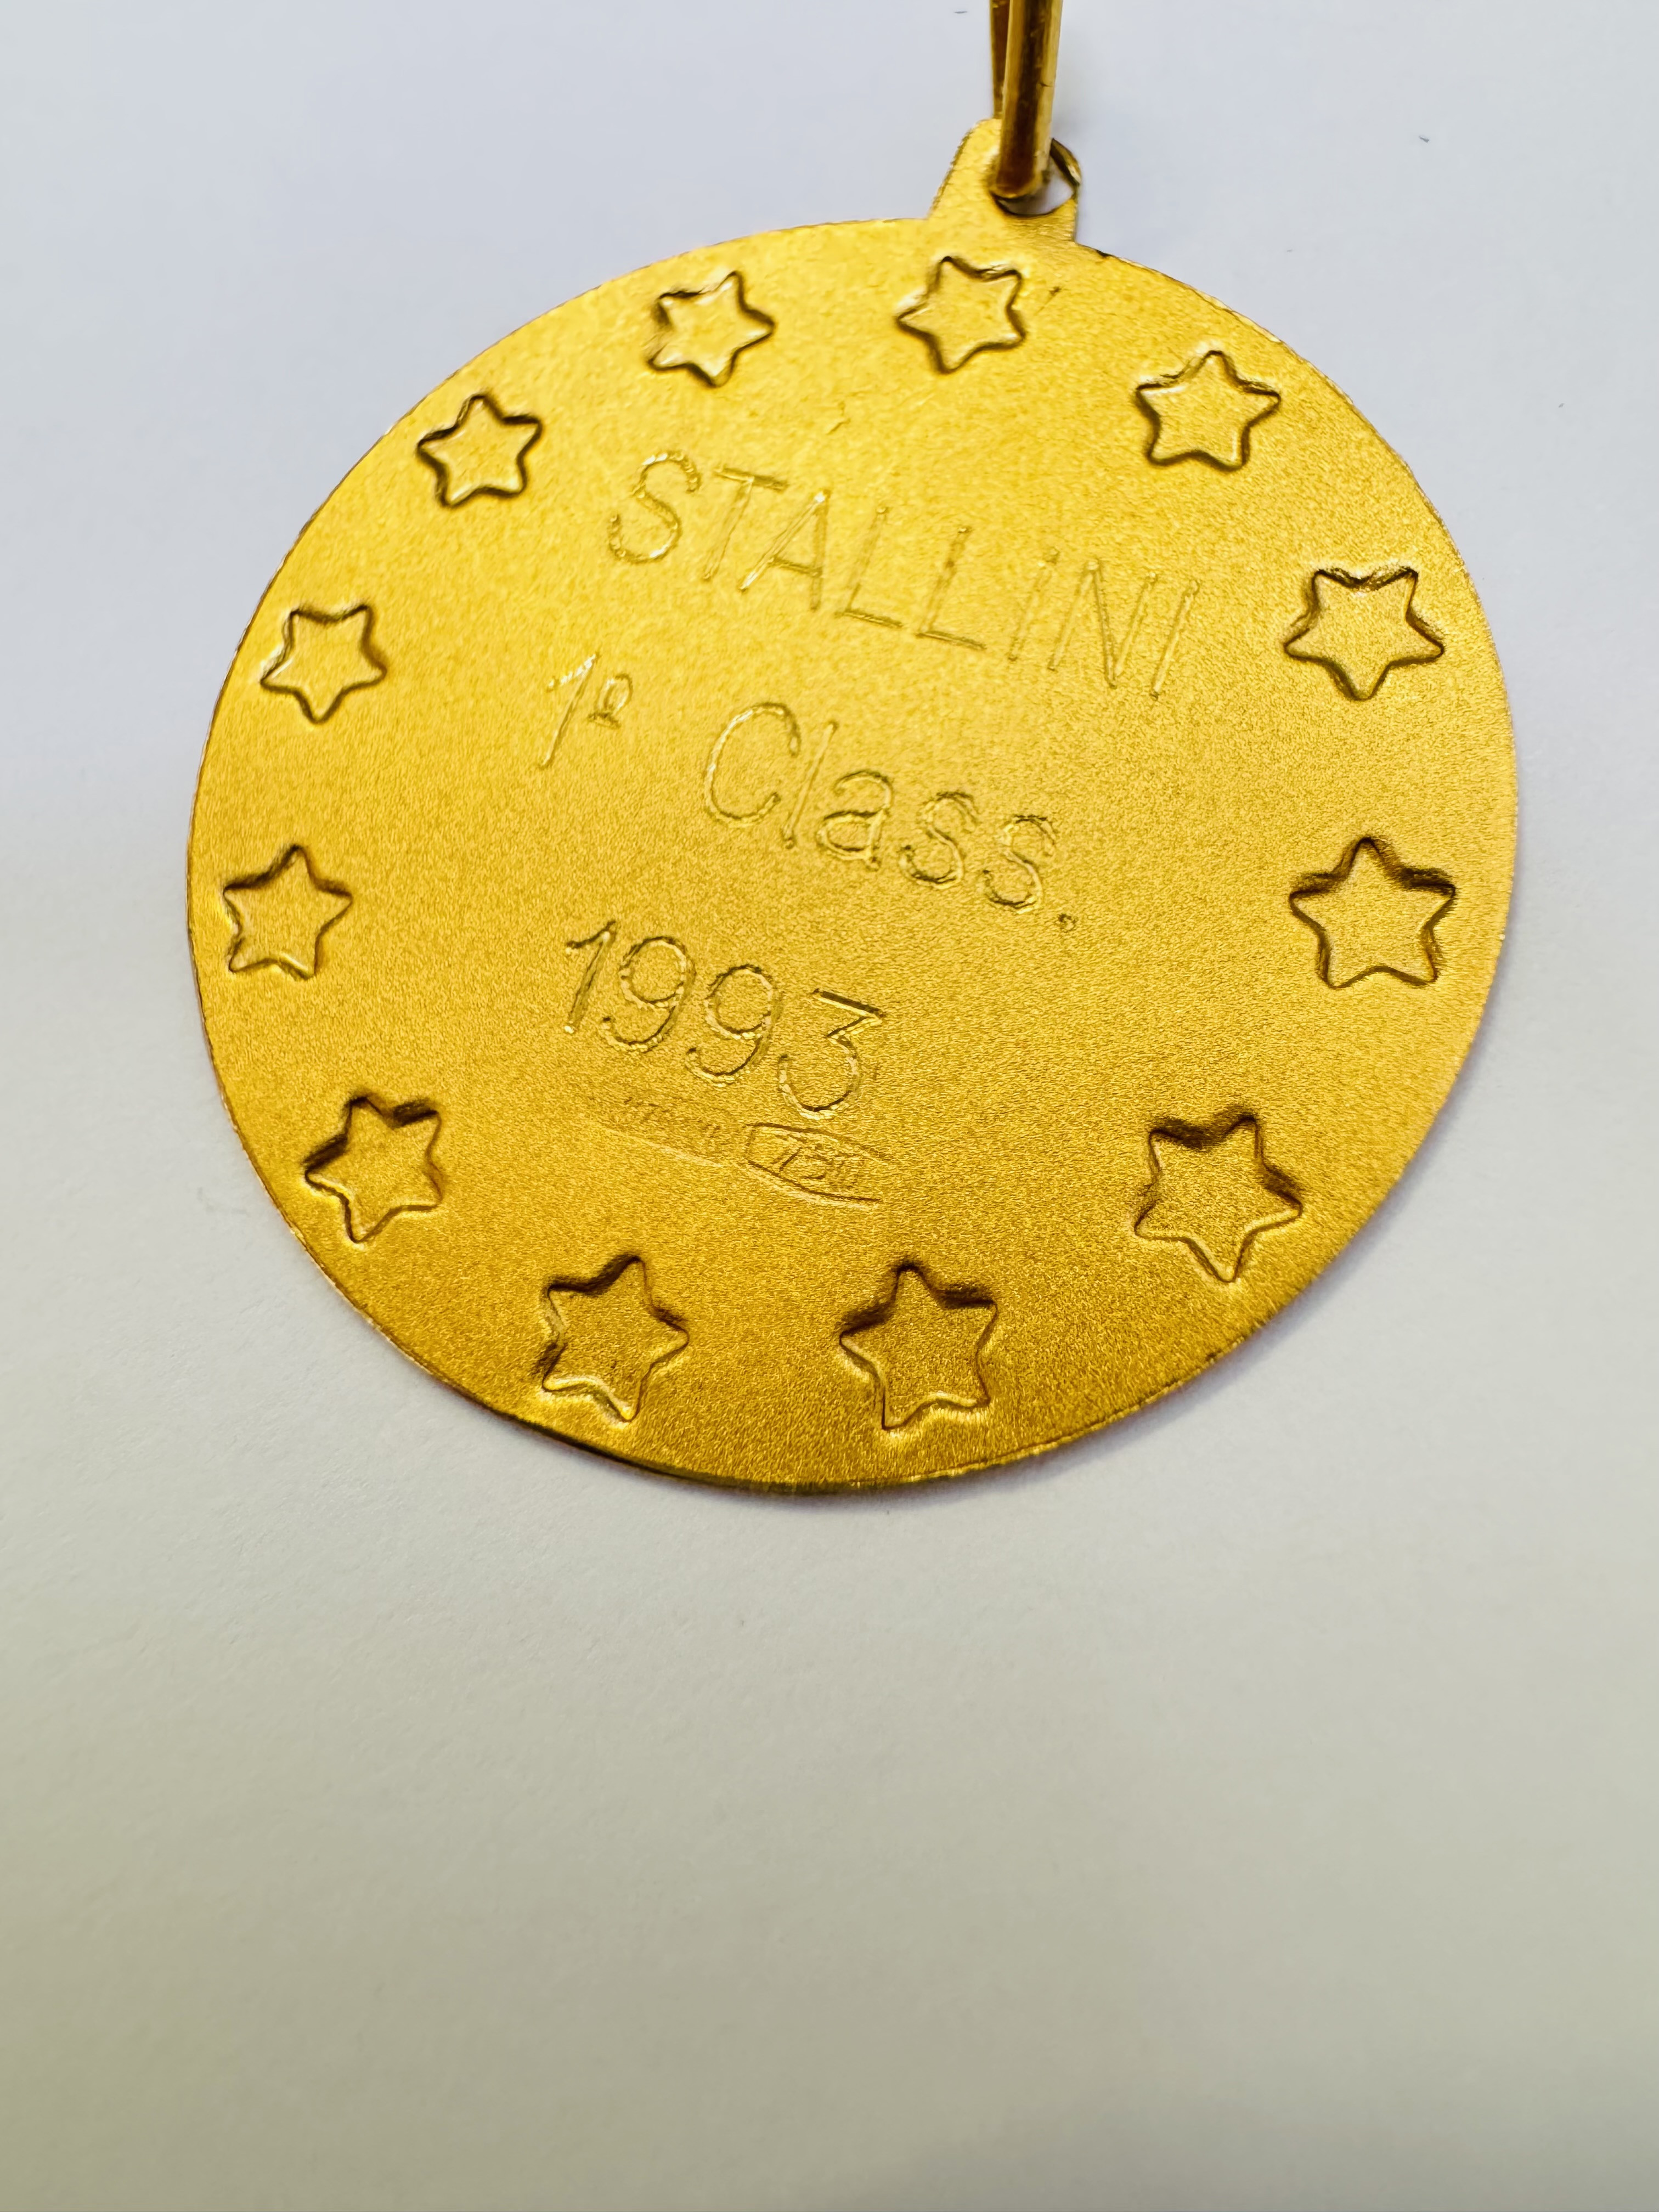 STALLINI
1º Class.
1993
750